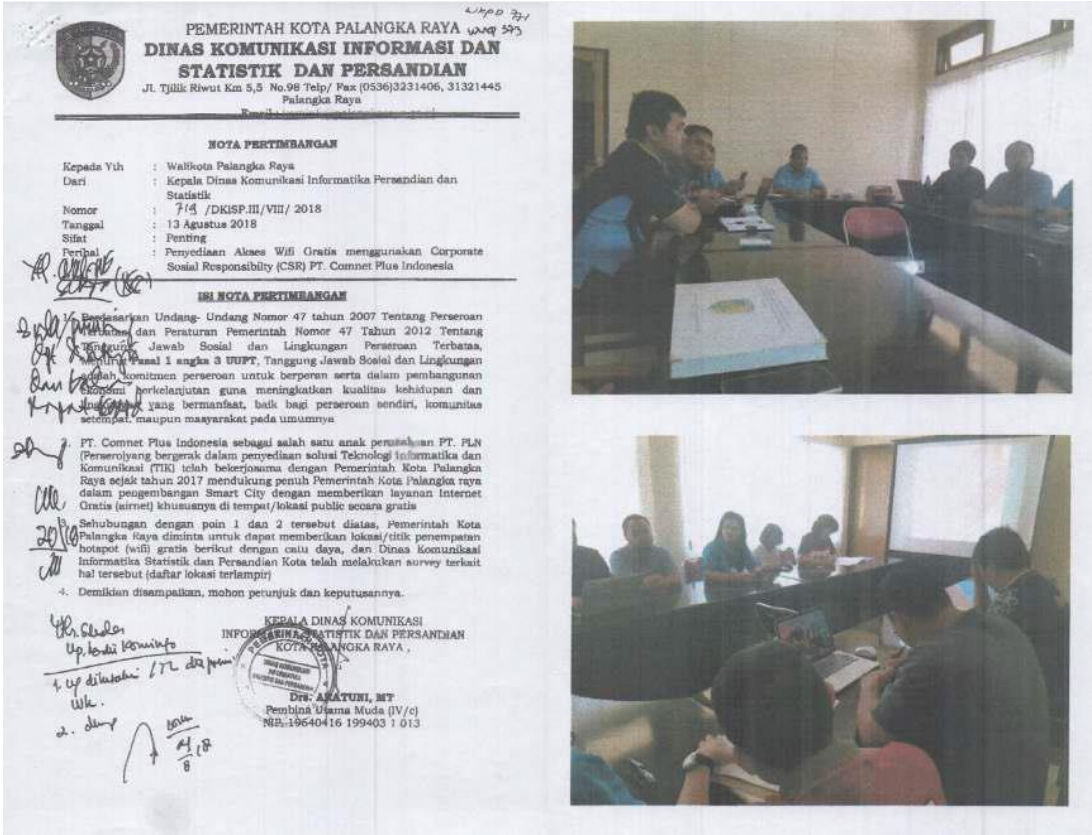 WKPD 771
PEMERINTAH KOTA PALANGKA RAYA
DINAS KOMUNIKASI INFORMASI DAN
STATISTIK DAN PERSANDIAN
Jl. Tjilik Riwut Km 5,5 No.98 Telp/ Fax (0536)3231406, 31321445
Palangka Raya
NOTA PERTIMBANGAN
Kepada Yth : Walikota Palangka Raya
Dari : Kepala Dinas Komunikasi Informatika Persandian dan
Statistik
Nomor : 719 /DKISP.III/VIII/ 2018
Tanggal : 13 Agustus 2018
Sifat : Penting
Perihal : Penyediaan Akses Wifi Gratis menggunakan Corporate
Sosial Responsibilty (CSR) PT. Comnet Plus Indonesia
ISI NOTA PERTIMBANGAN
Berdasarkan Undang- Undang Nomor 47 tahun 2007 Tentang Perseroan
Terbatas dan Peraturan Pemerintah Nomor 47 Tahun 2012 Tentang
Tanggung Jawab Sosial dan Lingkungan Perseroan Terbatas,
Menurut Pasal 1 angka 3 UUPT, Tanggung Jawab Sosial dan Lingkungan
adalah komitmen perseroan untuk berperan serta dalam pembangunan
ekonomi berkelanjutan guna meningkatkan kualitas kehidupan dan
yang bermanfaat, baik bagi perseroan sendiri, komunitas
setempat, maupun masyarakat pada umumnya
PT. Comnet Plus Indonesia sebagai salah satu anak perusahaan PT. PLN
(Persero)yang bergerak dalam penyediaan solusi Teknologi Informatika dan
Komunikasi (TIK) telah bekerjasama dengan Pemerintah Kota Palangka
Raya sejak tahun 2017 mendukung penuh Pemerintah Kota Palangka raya
dalam pengembangan Smart City dengan memberikan layanan Internet
Gratis (airnet) khususnya di tempat/lokasi public secara gratis
Sehubungan dengan poin 1 dan 2 tersebut diatas, Pemerintah Kota
Palangka Raya diminta untuk dapat memberikan lokasi/titik penempatan
hotspot (wifi) gratis berikut dengan catu daya, dan Dinas Komunikasi
Informatika Statistik dan Persandian Kota telah melakukan survey terkait
hal tersebut (daftar lokasi terlampir)
4. Demikian disampaikan, mohon petunjuk dan keputusannya.
KEPALA DINAS KOMUNIKASI
INFORMATIKA STATISTIK DAN PERSANDIAN
KOTA PALANGKA RAYA ,
Drs. ARATUNI, MT
Pembina Utama Muda (IV/c)
NIP. 19640416 199403 1 013